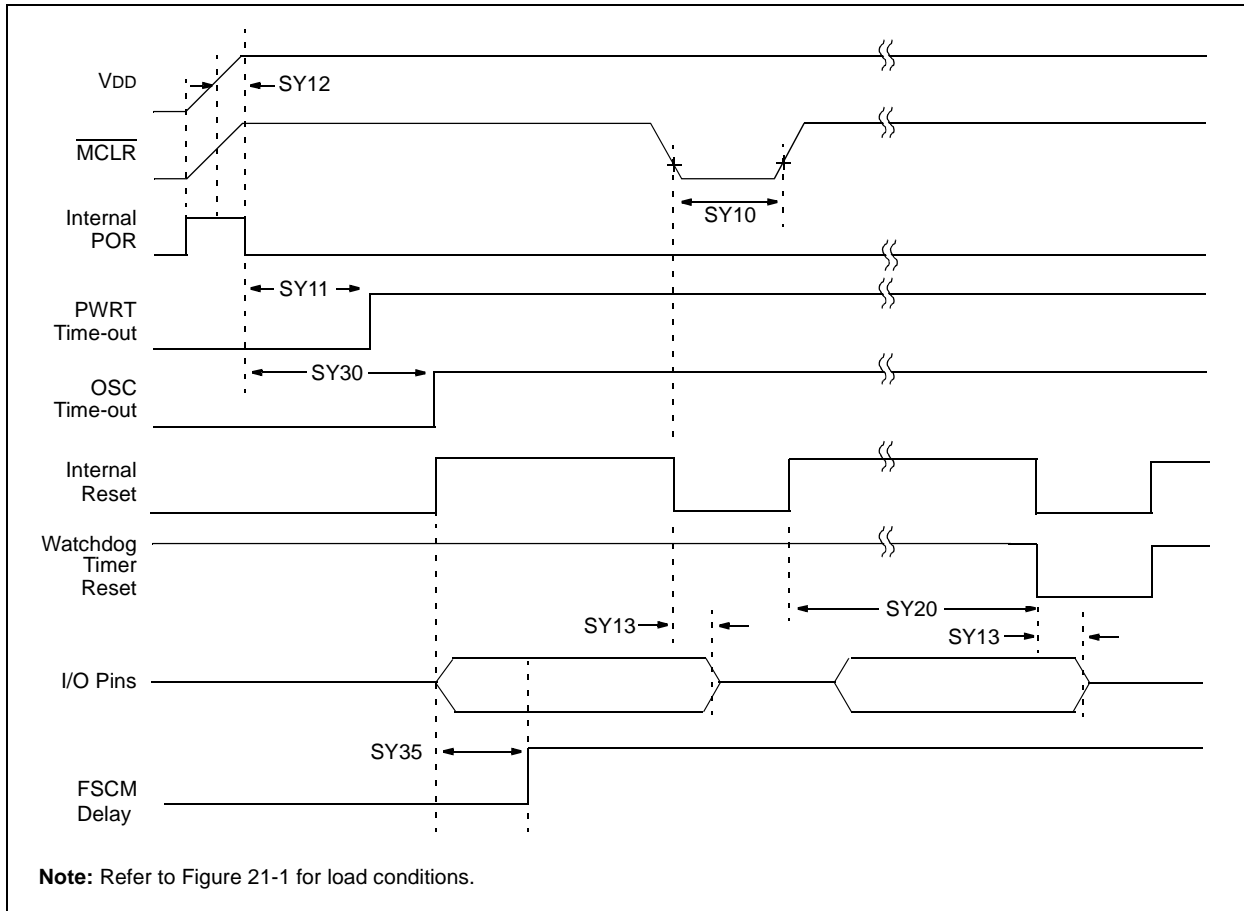 VDD
SY12
MCLR
SY10
Internal
POR
SY11
PWRT
Time-out
SY30
OSC
Time-out
Internal
Reset
Watchdog
Timer
Reset
SY20
SY13
SY13
I/O Pins
SY35
FSCM
Delay
Note: Refer to Figure 21-1 for load conditions.